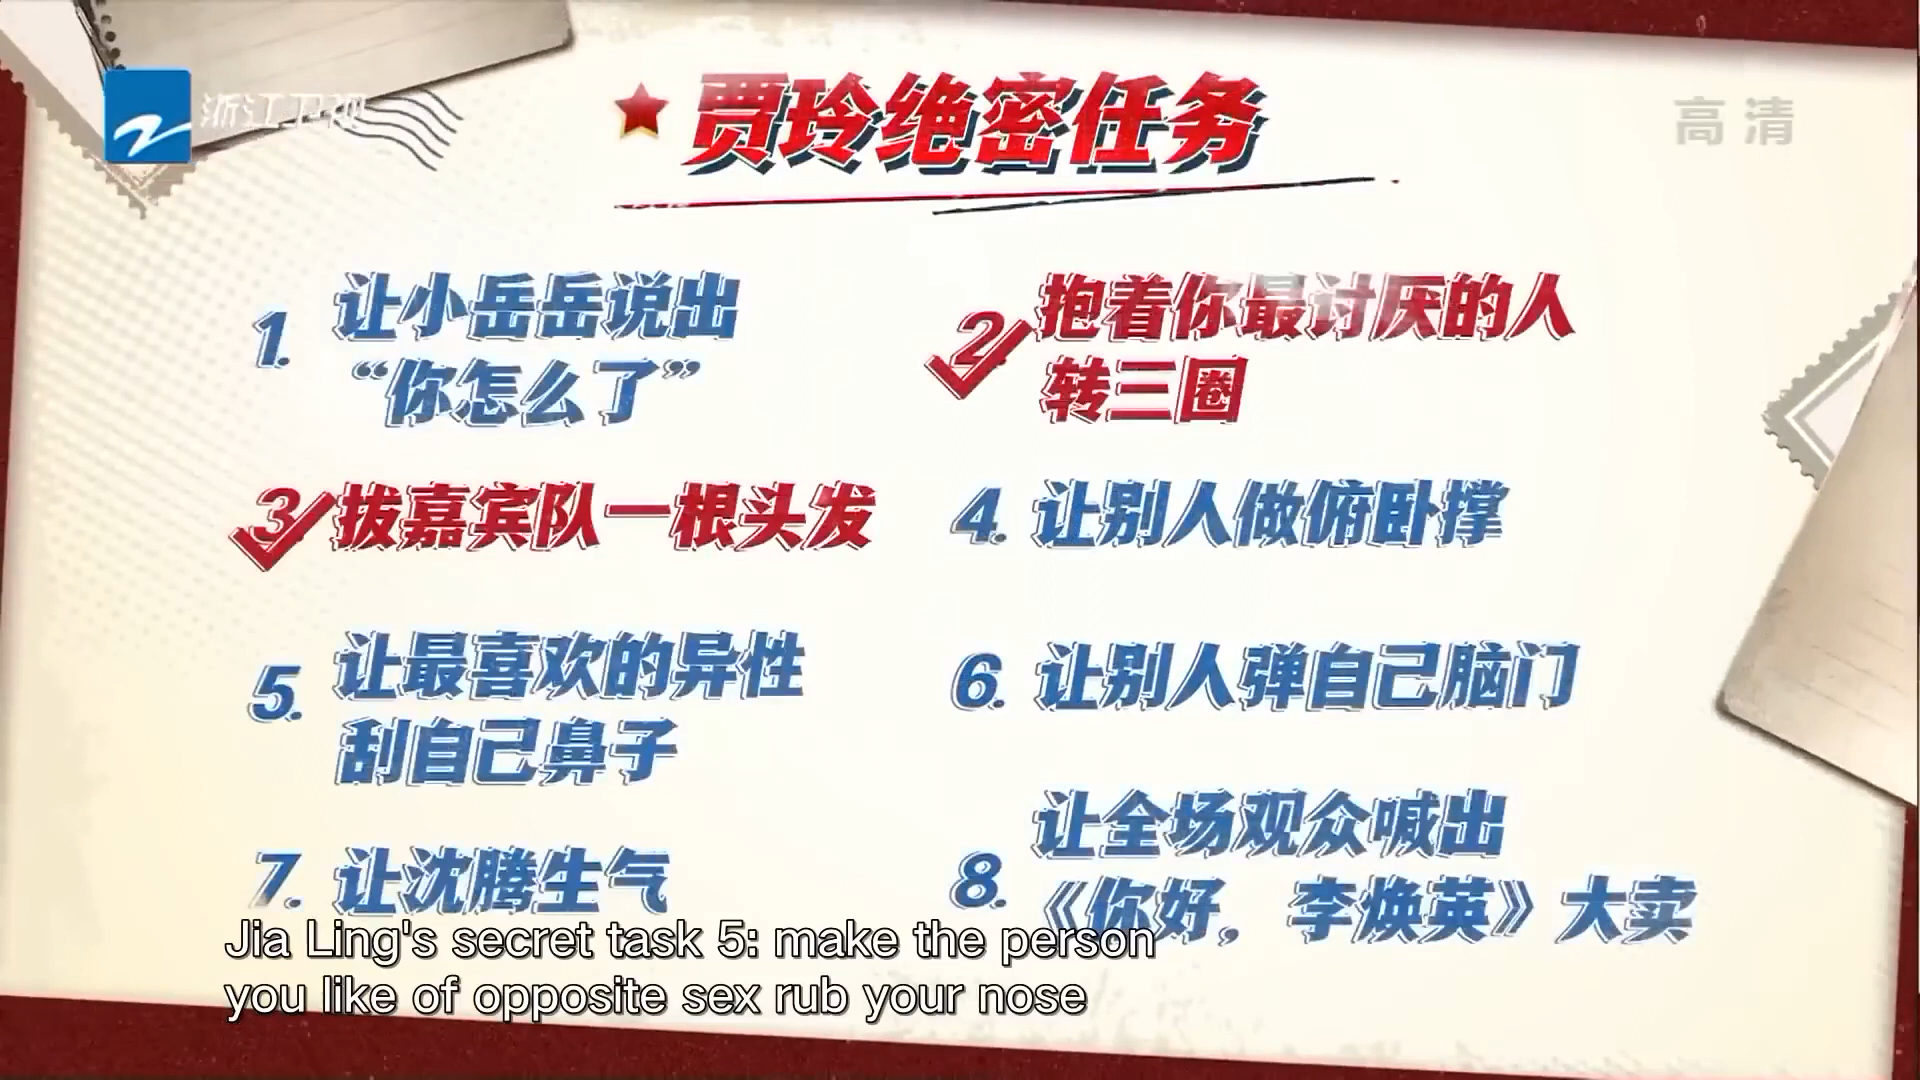 浙江卫视
高清
贾玲绝密任务
1. 让小岳岳说出
“你怎么了”
2. 抱着你最讨厌的人
转三圈
3. 拔嘉宾队一根头发
4. 让别人做俯卧撑
5. 让最喜欢的异性
刮自己鼻子
6. 让别人弹自己脑门
7. 让沈腾生气
8. 让全场观众喊出
《你好，李焕英》大卖
Jia Ling's secret task 5: make the person
you like of opposite sex rub your nose